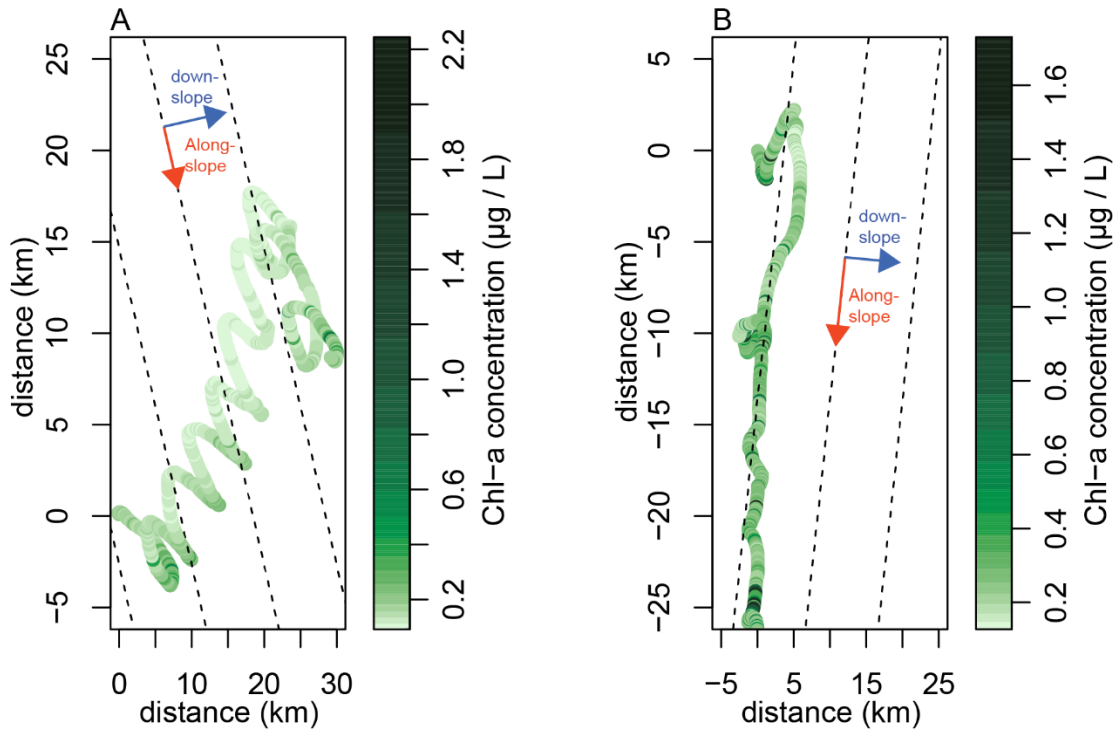 A
25
20
15
10
5
0
−5
distance (km)
0
10
20
30
distance (km)
down-
slope
Along-
slope
2.2
1.8
1.4
1.0
0.6
0.2
Chl−a concentration (µg / L)
B
5
0
−5
−10
−15
−20
−25
distance (km)
−5
5
15
25
distance (km)
down-
slope
Along-
slope
1.6
1.4
1.2
1.0
0.8
0.6
0.4
0.2
Chl−a concentration (µg / L)